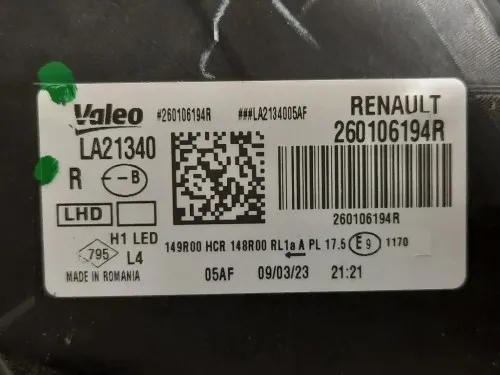 Valeo #260106194R ###LA2134005AF RENAULT
LA21340 260106194R
R B
LHD 260106194R
H1 LED 149R00 HCR 148R00 RL1a A PL 17.5 E9 1170
795 L4
MADE IN ROMANIA 05AF 09/03/23 21:21